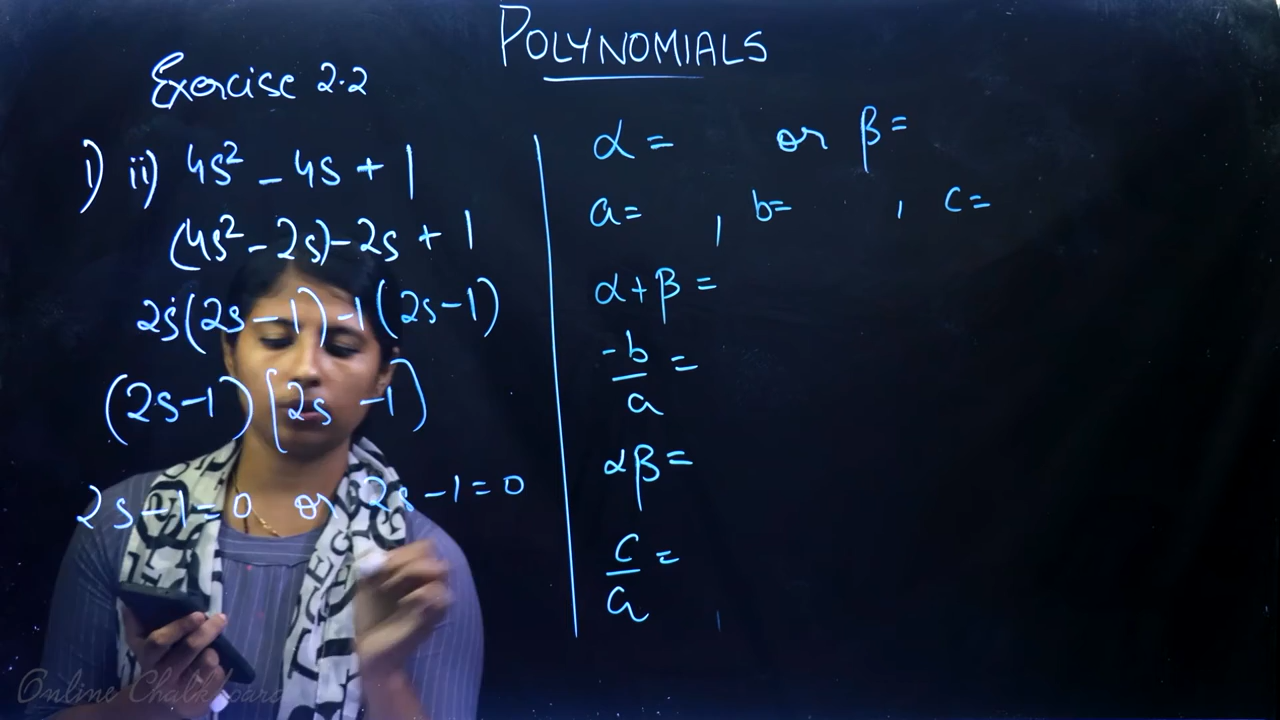 POLYNOMIALS
Exercise 2.2
1) ii) 4s² - 4s + 1
(4s² - 2s) - 2s + 1
2s(2s - 1) - 1(2s - 1)
(2s - 1)(2s - 1)
2s - 1 = 0 or 2s - 1 = 0
α = or β =
a = , b = , c =
α + β =
-b/a =
αβ =
c/a =
Online Chalkboard